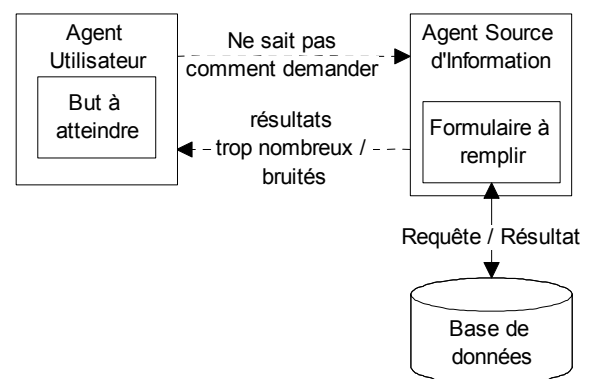 Agent
Utilisateur
But à
atteindre
Ne sait pas
comment demander
résultats
trop nombreux /
bruités
Agent Source
d'Information
Formulaire à
remplir
Requête / Résultat
Base de
données